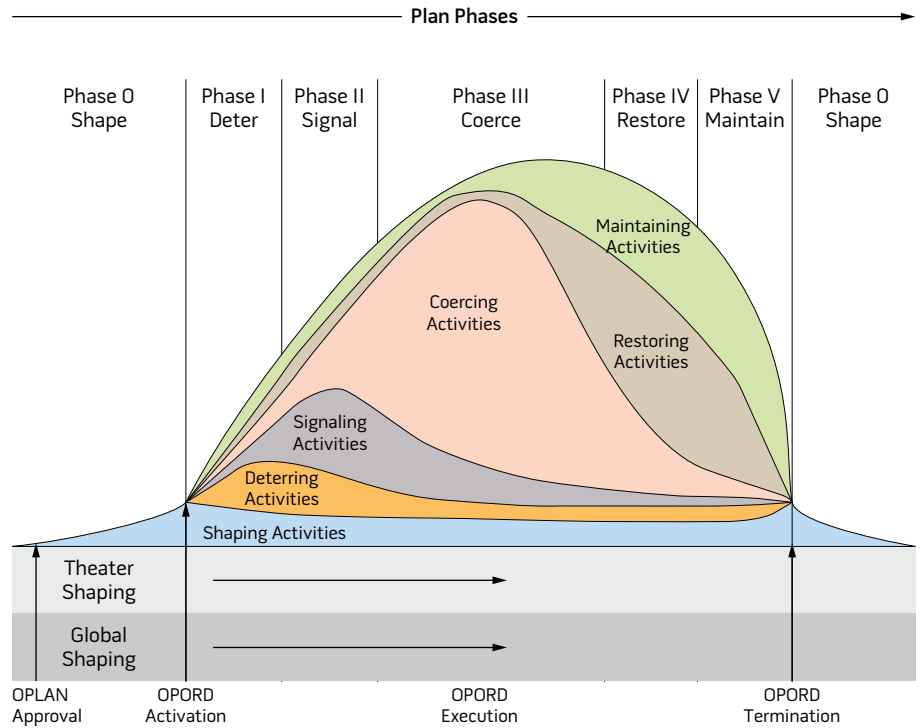 Plan Phases
Phase 0
Shape
Phase I
Deter
Phase II
Signal
Phase III
Coerce
Phase IV
Restore
Phase V
Maintain
Phase 0
Shape
Maintaining
Activities
Coercing
Activities
Restoring
Activities
Signaling
Activities
Deterring
Activities
Shaping Activities
Theater
Shaping
Global
Shaping
OPLAN
Approval
OPORD
Activation
OPORD
Execution
OPORD
Termination